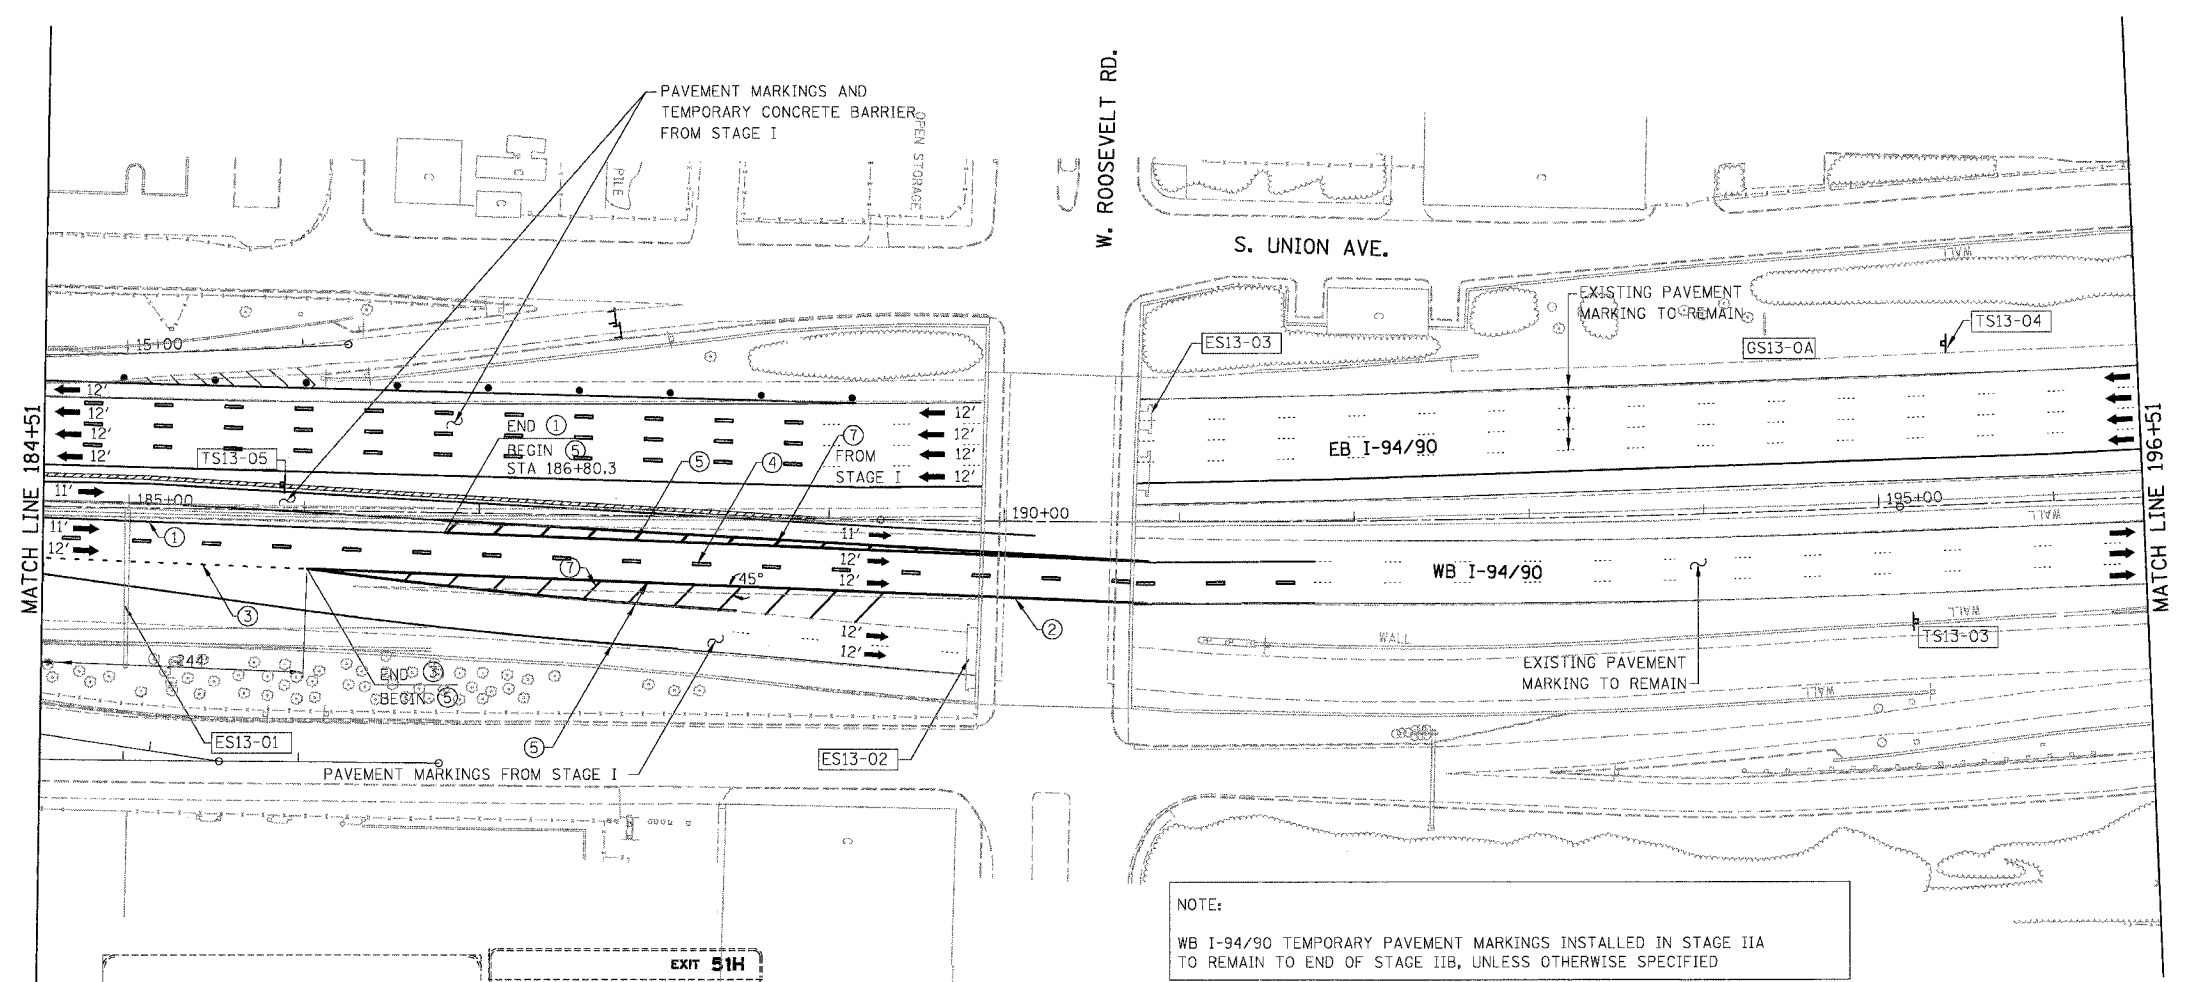 PAVEMENT MARKINGS AND
TEMPORARY CONCRETE BARRIER
FROM STAGE I
OPEN STORAGE
PILE
C
C
C
W. ROOSEVELT RD.
S. UNION AVE.
WALL
EXISTING PAVEMENT
MARKING TO REMAIN
TS13-04
GS13-0A
ES13-03
15+00
12'
12'
12'
12'
12'
12'
12'
12'
END 1
BEGIN 5
STA 186+80.3
7
FROM
STAGE I
5
4
TS13-05
EB I-94/90
MATCH LINE 184+51
MATCH LINE 196+51
11'
185+00
190+00
195+00
WALL
11'
12'
1
11'
12'
12'
7
45°
WB I-94/90
3
2
12'
12'
WALL
WALL
TS13-03
244'
END 3
BEGIN 5
EXISTING PAVEMENT
MARKING TO REMAIN
WALL
ES13-01
5
ES13-02
PAVEMENT MARKINGS FROM STAGE I
NOTE:
WB I-94/90 TEMPORARY PAVEMENT MARKINGS INSTALLED IN STAGE IIA
TO REMAIN TO END OF STAGE IIB, UNLESS OTHERWISE SPECIFIED
EXIT 51H